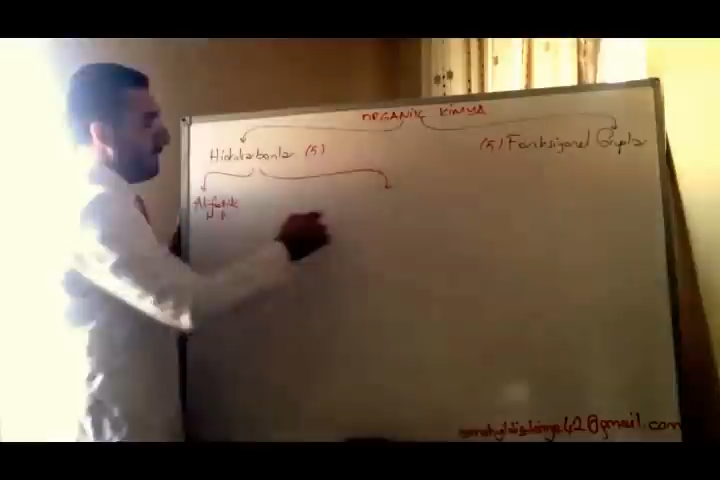 ORGANİK KİMYA
Hidrokarbonlar (5)
(5) Fonksiyonel Gruplar
Alifatik